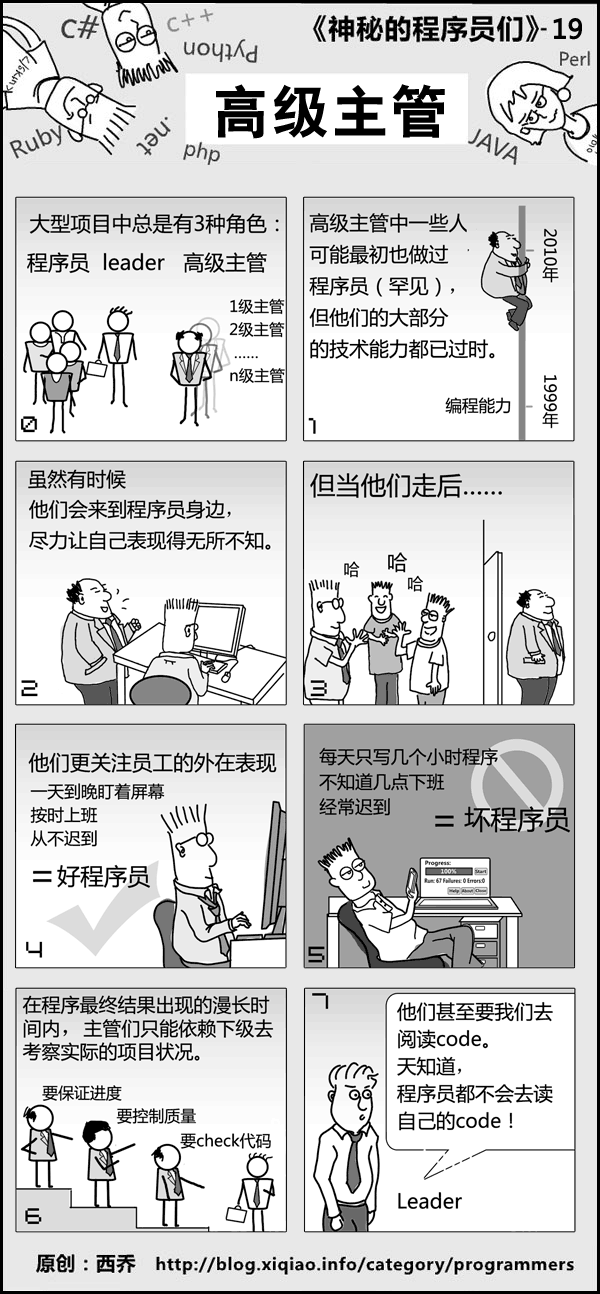 c#
c++
Python
《神秘的程序员们》- 19
Perl
Ruby
.net
php
JAVA
高级主管
大型项目中总是有3种角色：
程序员 leader 高级主管
1级主管
2级主管
......
n级主管
0
高级主管中一些人
可能最初也做过
程序员（罕见），
但他们的大部分
的技术能力都已过时。
2010年
1999年
编程能力
1
虽然有时候
他们会来到程序员身边，
尽力让自己表现得无所不知。
2
但当他们走后......
哈
哈
哈
3
他们更关注员工的外在表现
一天到晚盯着屏幕
按时上班
从不迟到
=好程序员
4
每天只写几个小时程序
不知道几点下班
经常迟到
= 坏程序员
Progress:
100% Start
Run: 67 Failures: 0 Errors:0
Help About Close
5
在程序最终结果出现的漫长时
间内，主管们只能依赖下级去
考察实际的项目状况。
要保证进度
要控制质量
要check代码
6
7
他们甚至要我们去
阅读code。
天知道，
程序员都不会去读
自己的code！
Leader
原创：西乔 http://blog.xiqiao.info/category/programmers